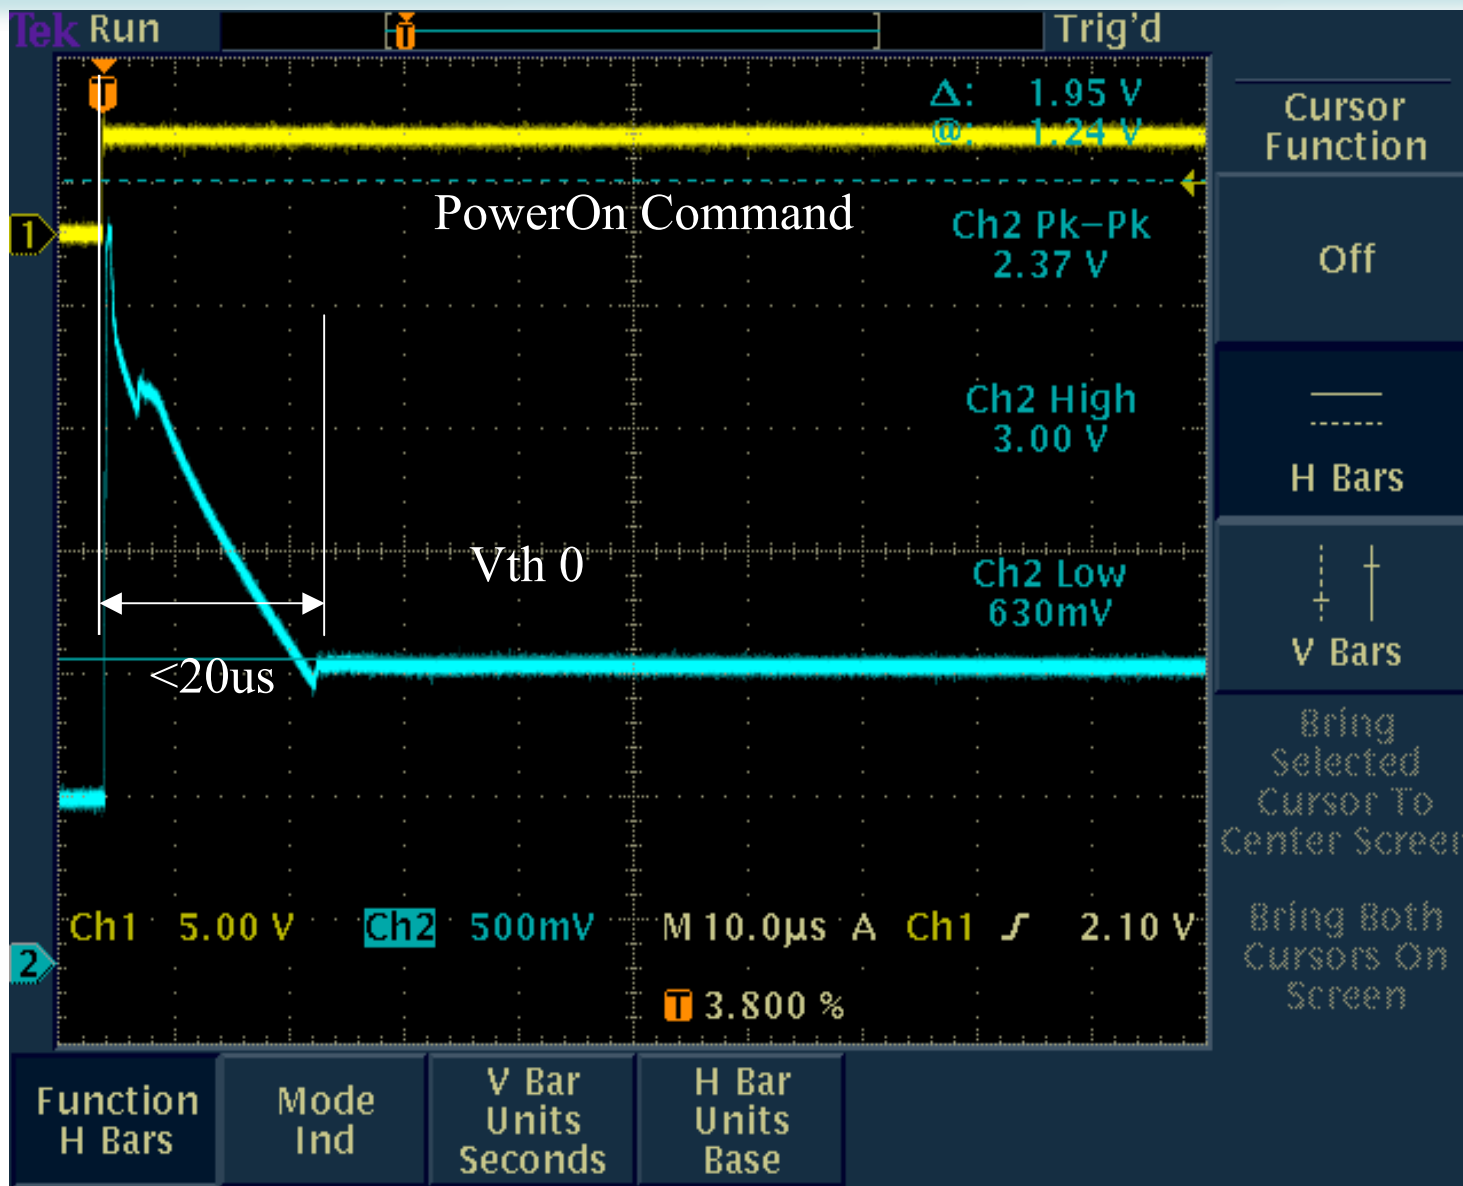 Tek Run
Trig'd
T
T
Δ: 1.95 V
@: 1.24 V
1
PowerOn Command
Ch2 Pk-Pk
2.37 V
Ch2 High
3.00 V
Vth 0
Ch2 Low
630mV
<20us
Ch1 5.00 V Ch2 500mV M 10.0µs A Ch1 2.10 V
2
T 3.800 %
Cursor
Function
Off
H Bars
V Bars
Bring
Selected
Cursor To
Center Screen
Bring Both
Cursors On
Screen
Function
H Bars
Mode
Ind
V Bar
Units
Seconds
H Bar
Units
Base